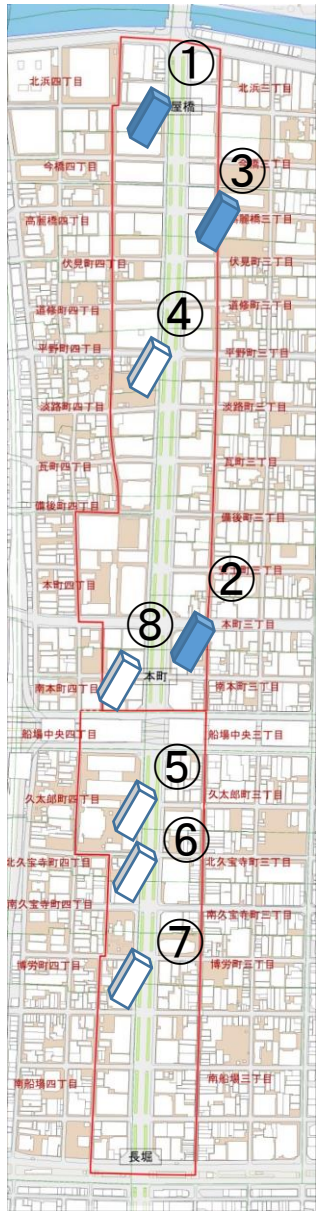 ①
北浜四丁目
北浜三丁目
屋橋
今橋四丁目
③
高麗橋四丁目
麗橋三丁目
伏見町四丁目
伏見町三丁目
道修町四丁目
④
道修町三丁目
平野町四丁目
平野町三丁目
淡路町四丁目
淡路町三丁目
瓦町四丁目
瓦町三丁目
備後町四丁目
備後町三丁目
本町四丁目
②
⑧
本町三丁目
南本町四丁目
本町
南本町三丁目
船場中央四丁目
船場中央三丁目
⑤
久太郎町四丁目
久太郎町三丁目
⑥
北久宝寺町四丁目
北久宝寺町三丁目
南久宝寺町四丁目
南久宝寺町三丁目
⑦
博労町四丁目
博労町三丁目
南船場四丁目
南船場三丁目
長堀